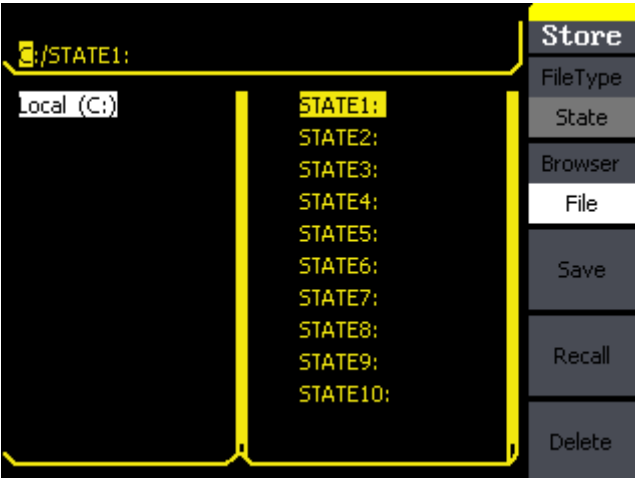 C:/STATE1:
Local (C:)
STATE1:
STATE2:
STATE3:
STATE4:
STATE5:
STATE6:
STATE7:
STATE8:
STATE9:
STATE10:
Store
FileType
State
Browser
File
Save
Recall
Delete